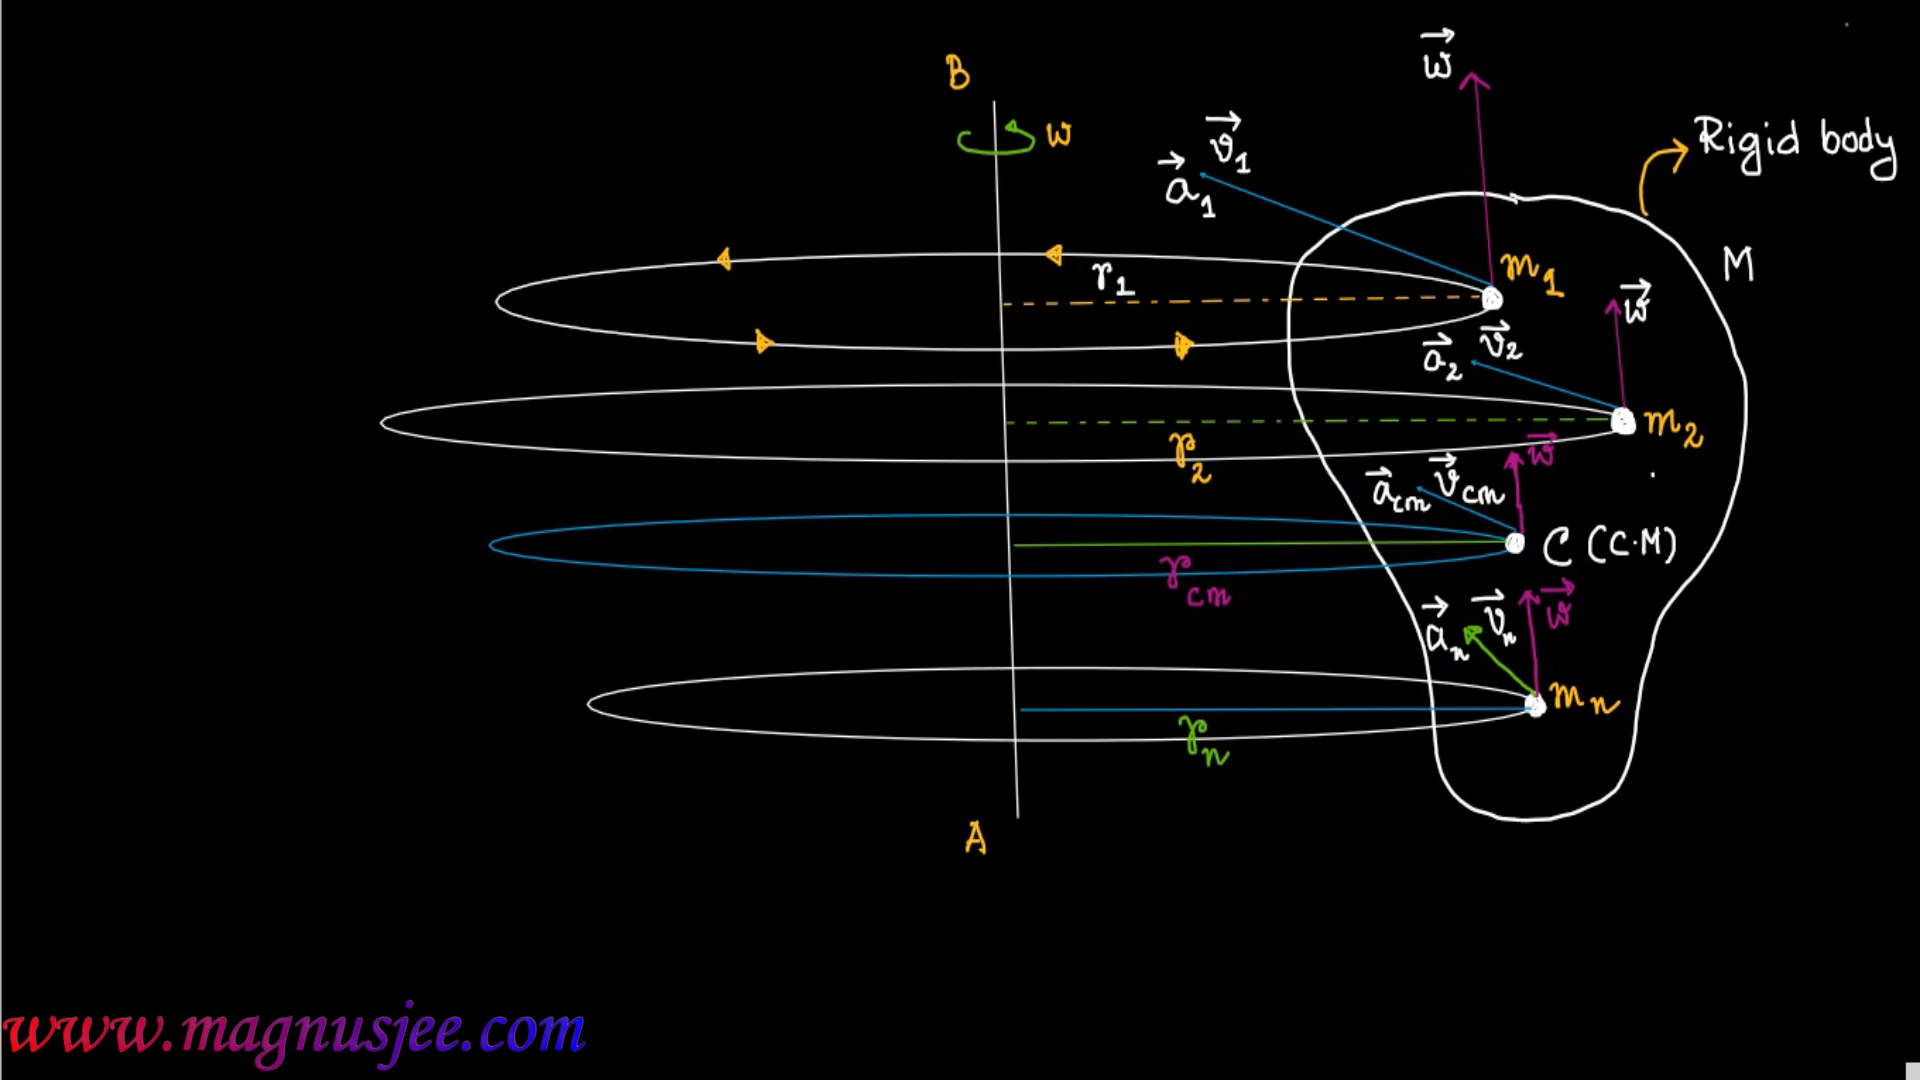 B
w
w
Rigid body
v1
a1
r1
m1
M
w
v2
a2
r2
m2
w
acm
vcm
C (C·M)
rcm
w
an
vn
mn
rn
A
www.magnusjee.com